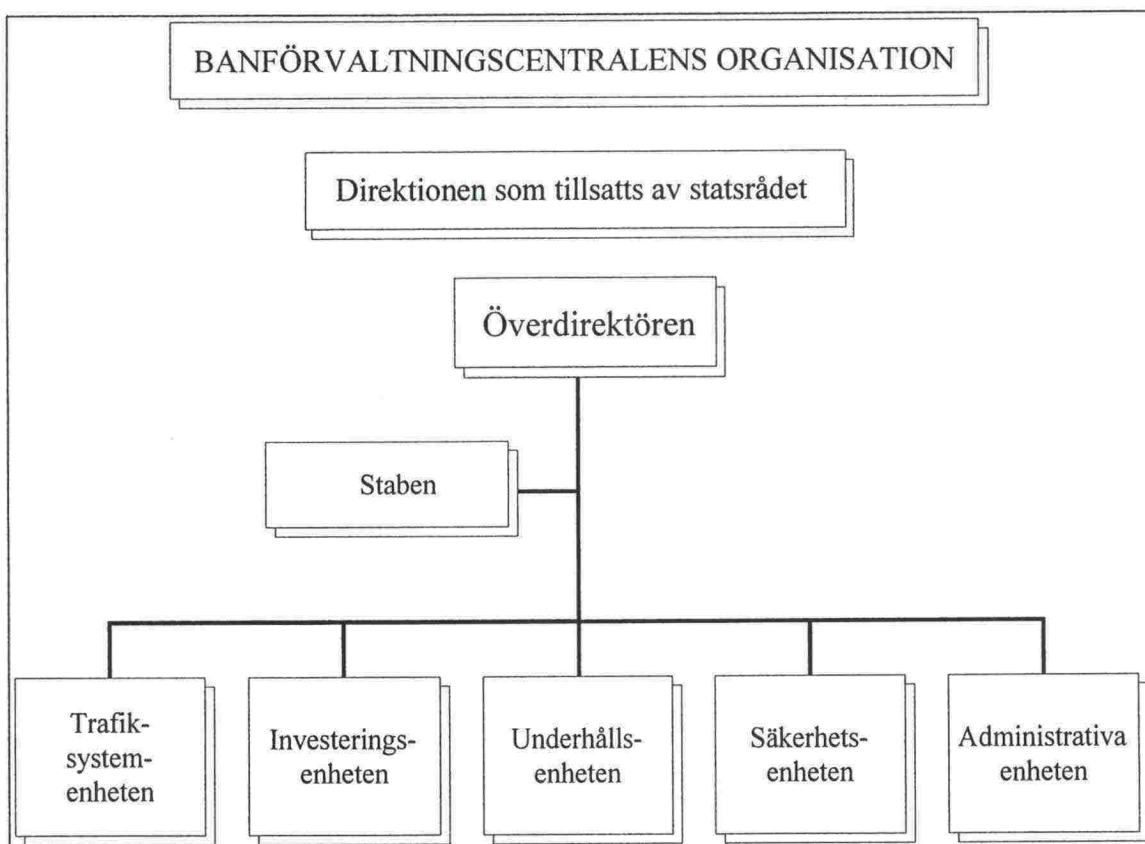 BANFÖRVALTNINGSCENTRALENS ORGANISATION
Direktionen som tillsatts av statsrådet
Överdirektören
Staben
Trafik-
system-
enheten
Investerings-
enheten
Underhålls-
enheten
Säkerhets-
enheten
Administrativa
enheten